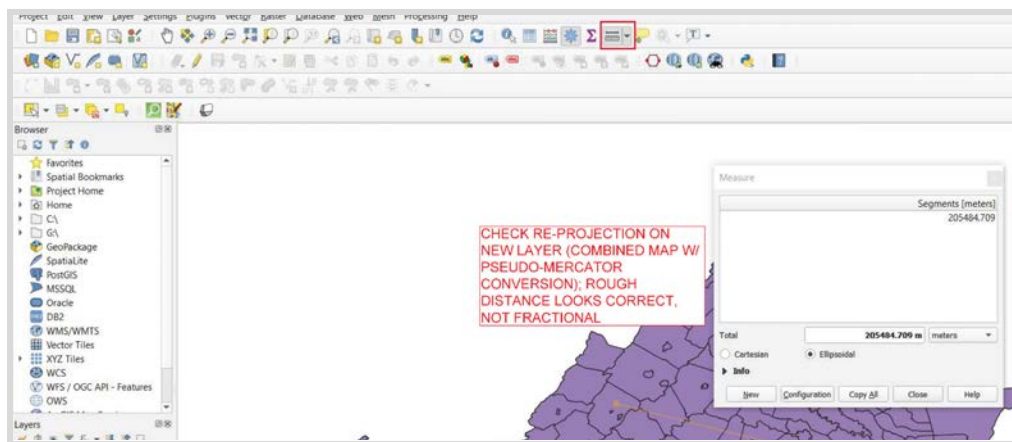 Project Edit View Layer Settings Plugins Vector Raster Database Web Mesh Processing Help
Browser
Favorites
Spatial Bookmarks
Project Home
Home
C:\
G:\
GeoPackage
SpatiaLite
PostGIS
MSSQL
Oracle
DB2
WMS/WMTS
Vector Tiles
XYZ Tiles
WCS
WFS / OGC API - Features
OWS
Layers
CHECK RE-PROJECTION ON
NEW LAYER (COMBINED MAP W/
PSEUDO-MERCATOR
CONVERSION); ROUGH
DISTANCE LOOKS CORRECT,
NOT FRACTIONAL
Measure
Segments [meters]
205484.709
Total
205484.709 m
meters
Cartesian
Ellipsoidal
Info
New
Configuration
Copy All
Close
Help